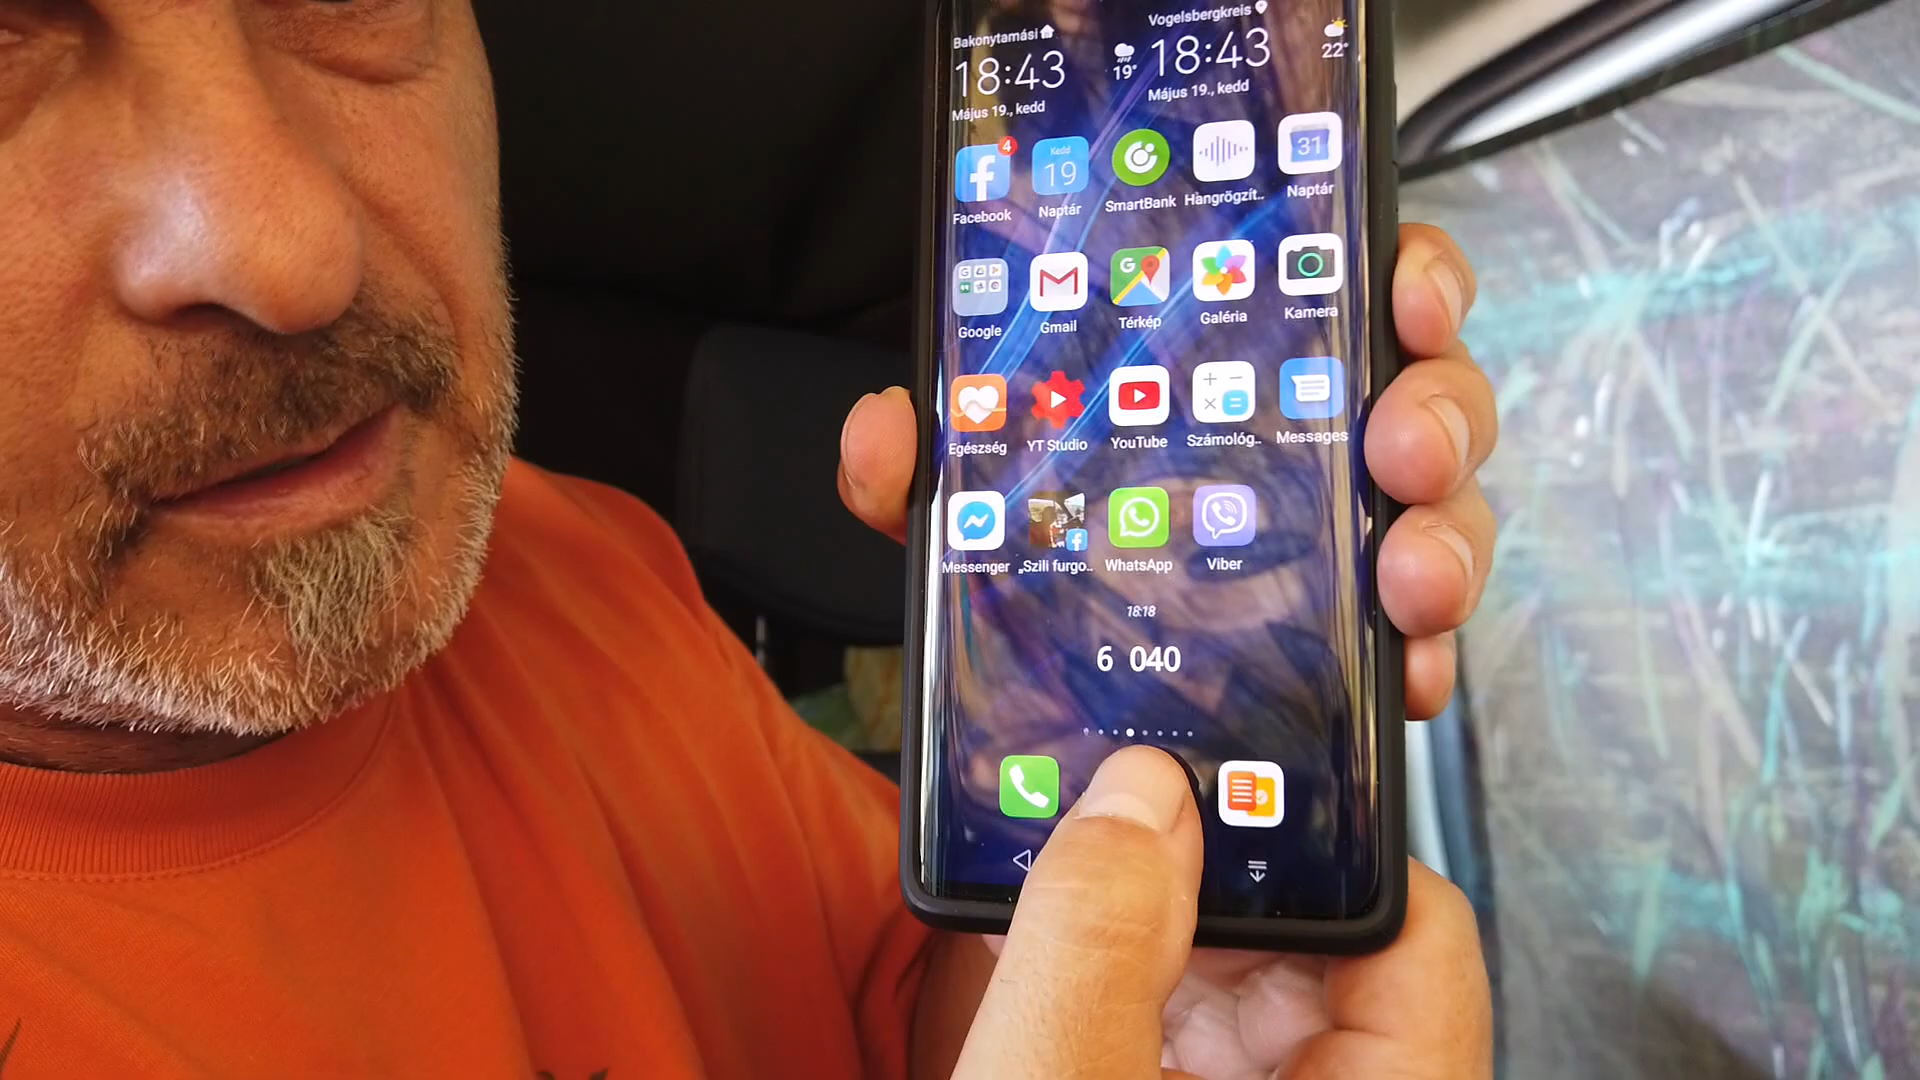 Bakonytamási
18:43
Május 19., kedd
19°
Vogelsbergkreis
18:43
Május 19., kedd
22°
4
Kedd
19
31
Facebook
Naptár
SmartBank
Hangrögzít..
Naptár
G
Google
Gmail
Térkép
Galéria
Kamera
Egészség
YT Studio
YouTube
Számológ..
Messages
Messenger
„Szili furgo..
WhatsApp
Viber
18:18
6 040